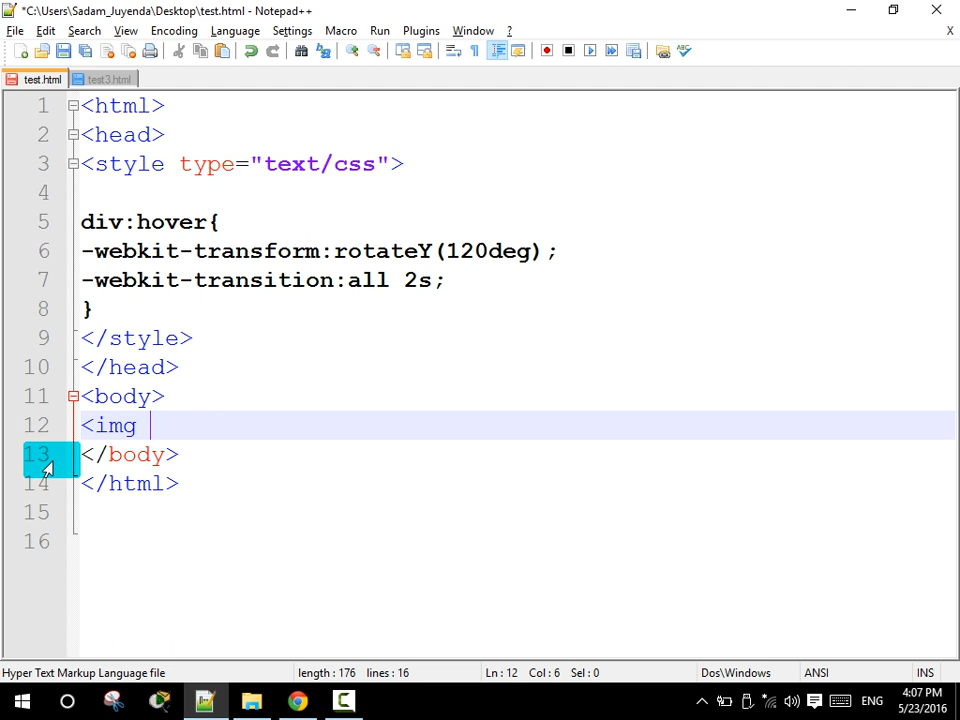 *C:\Users\Sadam_Juyenda\Desktop\test.html - Notepad++
File Edit Search View Encoding Language Settings Macro Run Plugins Window ? X
test.html test3.html
1 <html>
2 <head>
3 <style type="text/css">
4
5 div:hover{
6 -webkit-transform:rotateY(120deg);
7 -webkit-transition:all 2s;
8 }
9 </style>
10 </head>
11 <body>
12 <img
13 </body>
14 </html>
15
16
Hyper Text Markup Language file length : 176 lines : 16 Ln : 12 Col : 6 Sel : 0 Dos\Windows ANSI INS
ENG 4:07 PM
5/23/2016